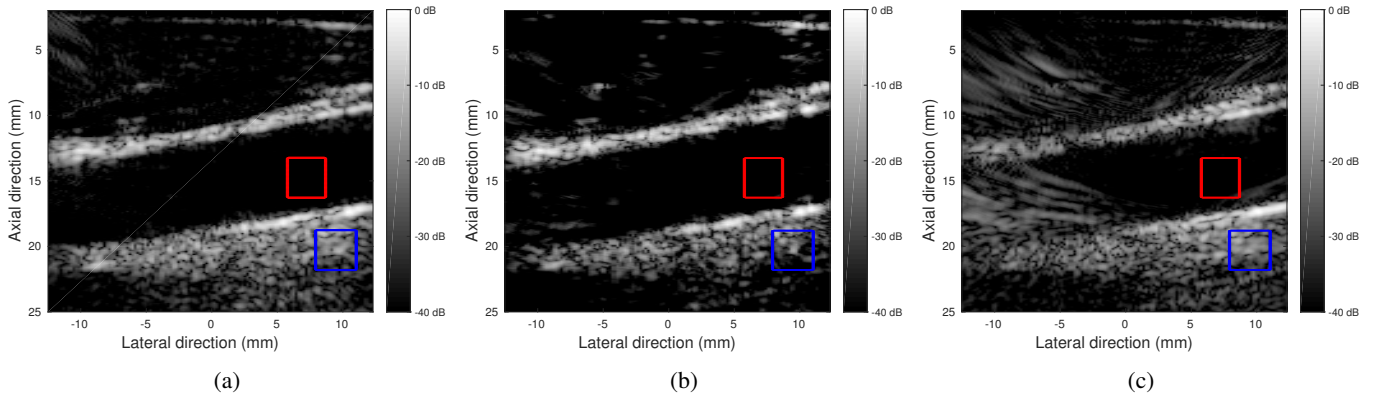 0 dB
-10 dB
-20 dB
-30 dB
-40 dB
5
10
15
20
25
Axial direction (mm)
-10 -5 0 5 10
Lateral direction (mm)
(a)
0 dB
-10 dB
-20 dB
-30 dB
-40 dB
5
10
15
20
25
Axial direction (mm)
-10 -5 0 5 10
Lateral direction (mm)
(b)
0 dB
-10 dB
-20 dB
-30 dB
-40 dB
5
10
15
20
25
Axial direction (mm)
-10 -5 0 5 10
Lateral direction (mm)
(c)